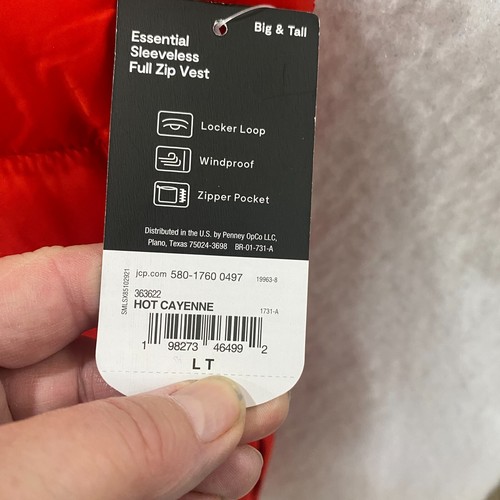 Big & Tall
Essential
Sleeveless
Full Zip Vest
Locker Loop
Windproof
Zipper Pocket
Distributed in the U.S. by Penney OpCo LLC,
Plano, Texas 75024-3698 BR-01-731-A
jcp.com 580-1760 0497 19963-8
363622
HOT CAYENNE 1731-A
1 98273 46499 2
L T